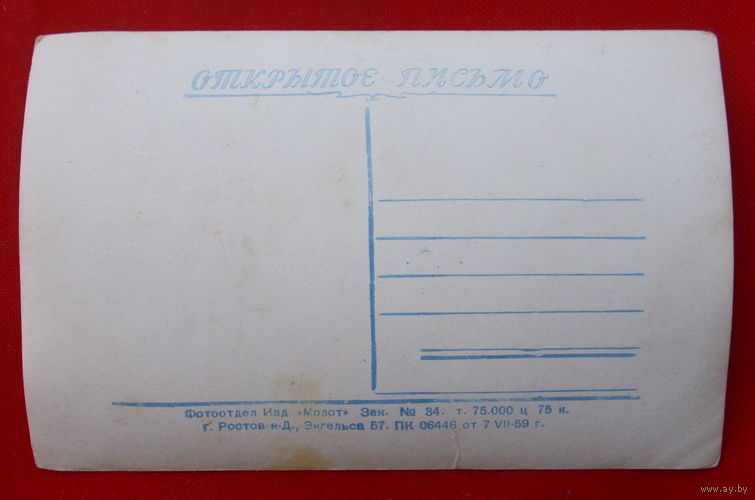 ОТКРЫТОЕ ПИСЬМО
Фотоотдел Изд «Молот» Зак. № 34. т. 75.000 ц 75 к.
г. Ростов-н-Д., Энгельса 57. ПК 06446 от 7 VII-59 г.
www.ay.by